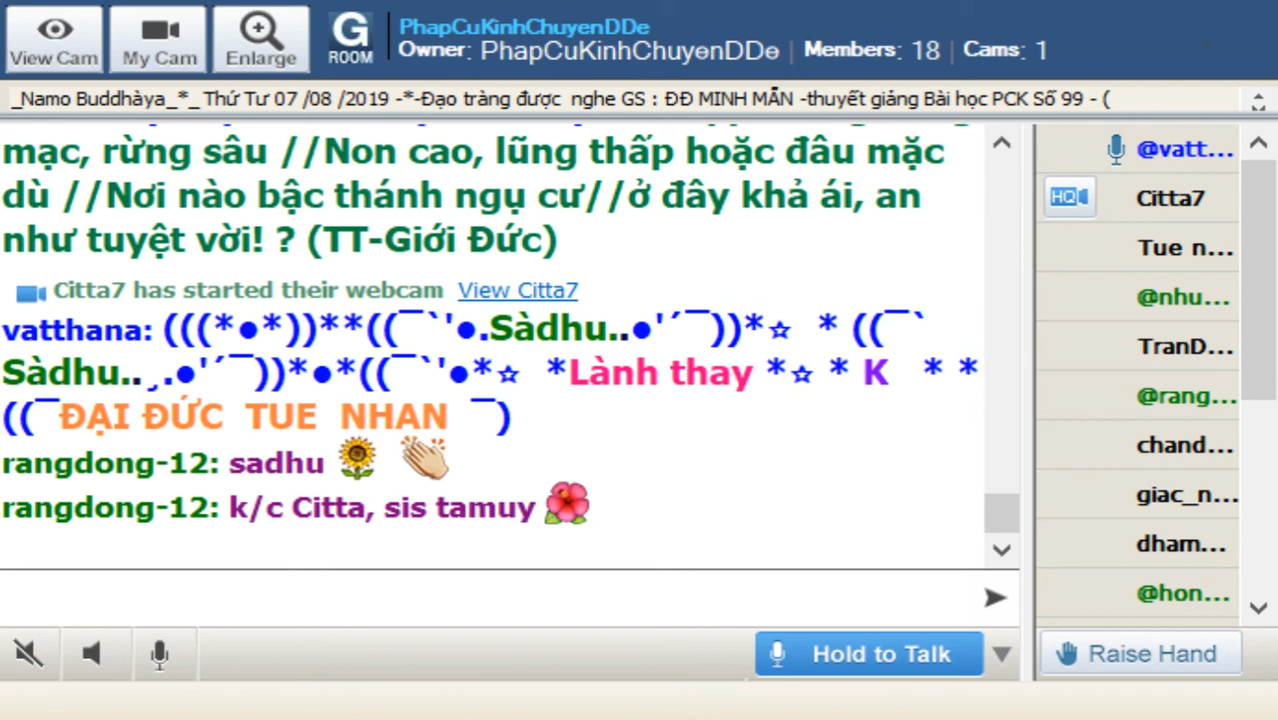 View Cam
My Cam
Enlarge
G
ROOM
PhapCuKinhChuyenDDe
Owner: PhapCuKinhChuyenDDe | Members: 18 | Cams: 1
_Namo Buddhàya_*_ Thứ Tư 07 /08 /2019 -*-Đạo tràng được nghe GS : ĐĐ MINH MẪN -thuyết giảng Bài học PCK Số 99 - (
mạc, rừng sâu //Non cao, lũng thấp hoặc đâu mặc
dù //Nơi nào bậc thánh ngụ cư//ở đây khả ái, an
như tuyệt vời! ? (TT-Giới Đức)
Citta7 has started their webcam View Citta7
vatthana: (((*●*))**((¯`'●.Sàdhu..●'´¯))*☆ * ((¯`
Sàdhu..¸.●'´¯))*●*((¯`'●*☆ *Lành thay *☆ * K * *
((¯ĐẠI ĐỨC TUE NHAN ¯)
rangdong-12: sadhu 🌻 👏
rangdong-12: k/c Citta, sis tamuy 🌺
@vatt...
HQ Citta7
Tue n...
@nhu...
TranD...
@rang...
chand...
giac_n...
dham...
@hon...
Hold to Talk
Raise Hand